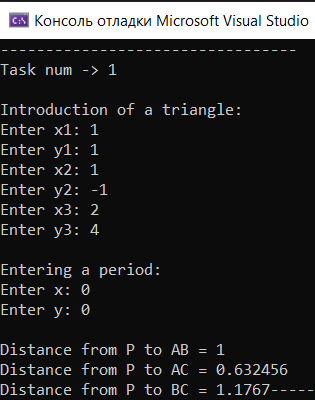 Консоль отладки Microsoft Visual Studio
---------------------------------
Task num -> 1
Introduction of a triangle:
Enter x1: 1
Enter y1: 1
Enter x2: 1
Enter y2: -1
Enter x3: 2
Enter y3: 4
Entering a period:
Enter x: 0
Enter y: 0
Distance from P to AB = 1
Distance from P to AC = 0.632456
Distance from P to BC = 1.1767-----